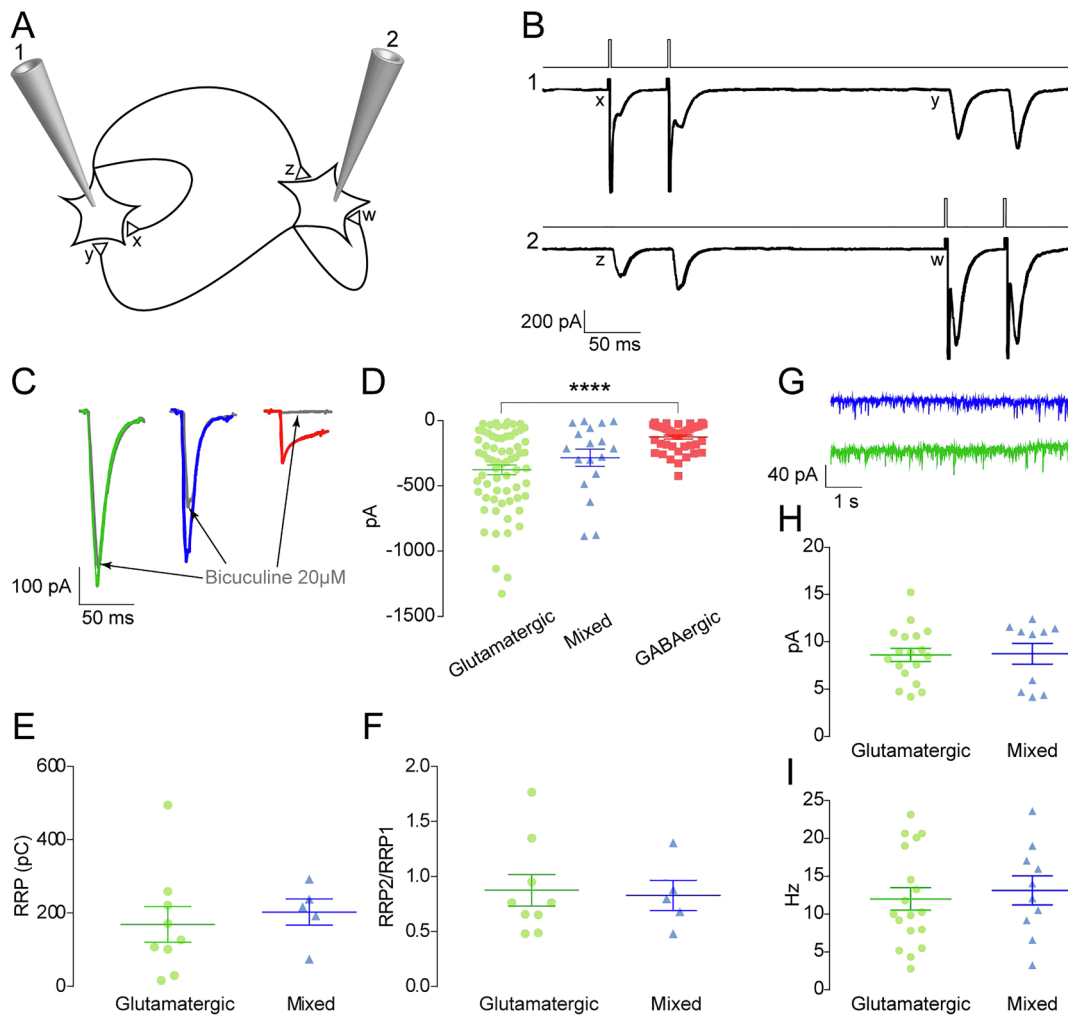 A
1
2
z
w
x
y
B
1
x
y
2
z
w
200 pA
50 ms
C
Bicuculine 20µM
100 pA
50 ms
D
****
0
-500
-1000
-1500
pA
Glutamatergic
Mixed
GABAergic
G
40 pA
1 s
H
20
15
10
5
0
pA
Glutamatergic
Mixed
E
600
400
200
0
RRP (pC)
Glutamatergic
Mixed
F
2.0
1.5
1.0
0.5
0.0
RRP2/RRP1
Glutamatergic
Mixed
I
25
20
15
10
5
0
Hz
Glutamatergic
Mixed